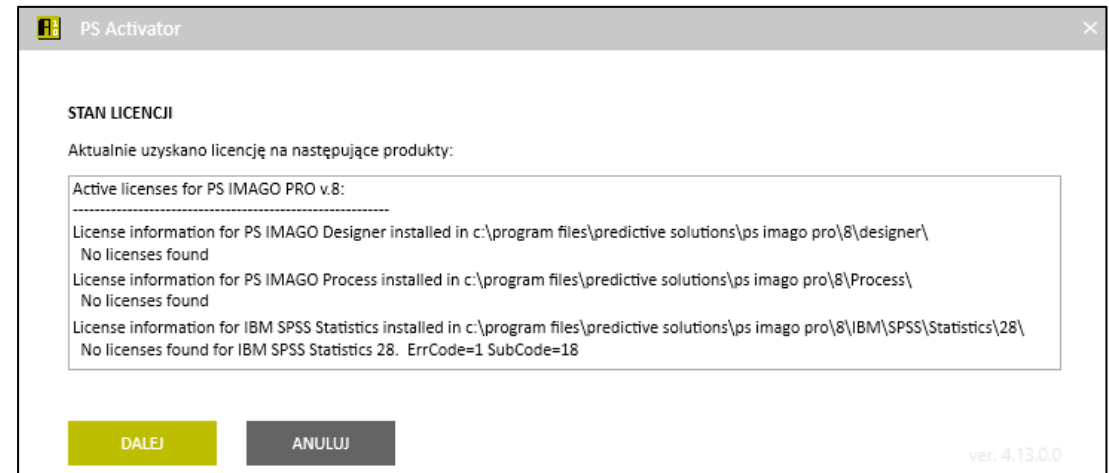 PS Activator
STAN LICENCJI
Aktualnie uzyskano licencję na następujące produkty:
Active licenses for PS IMAGO PRO v.8:
----------------------------------------------------------
License information for PS IMAGO Designer installed in c:\program files\predictive solutions\ps imago pro\8\designer\
No licenses found
License information for PS IMAGO Process installed in c:\program files\predictive solutions\ps imago pro\8\Process\
No licenses found
License information for IBM SPSS Statistics installed in c:\program files\predictive solutions\ps imago pro\8\IBM\SPSS\Statistics\28\
No licenses found for IBM SPSS Statistics 28. ErrCode=1 SubCode=18
DALEJ
ANULUJ
ver. 4.13.0.0